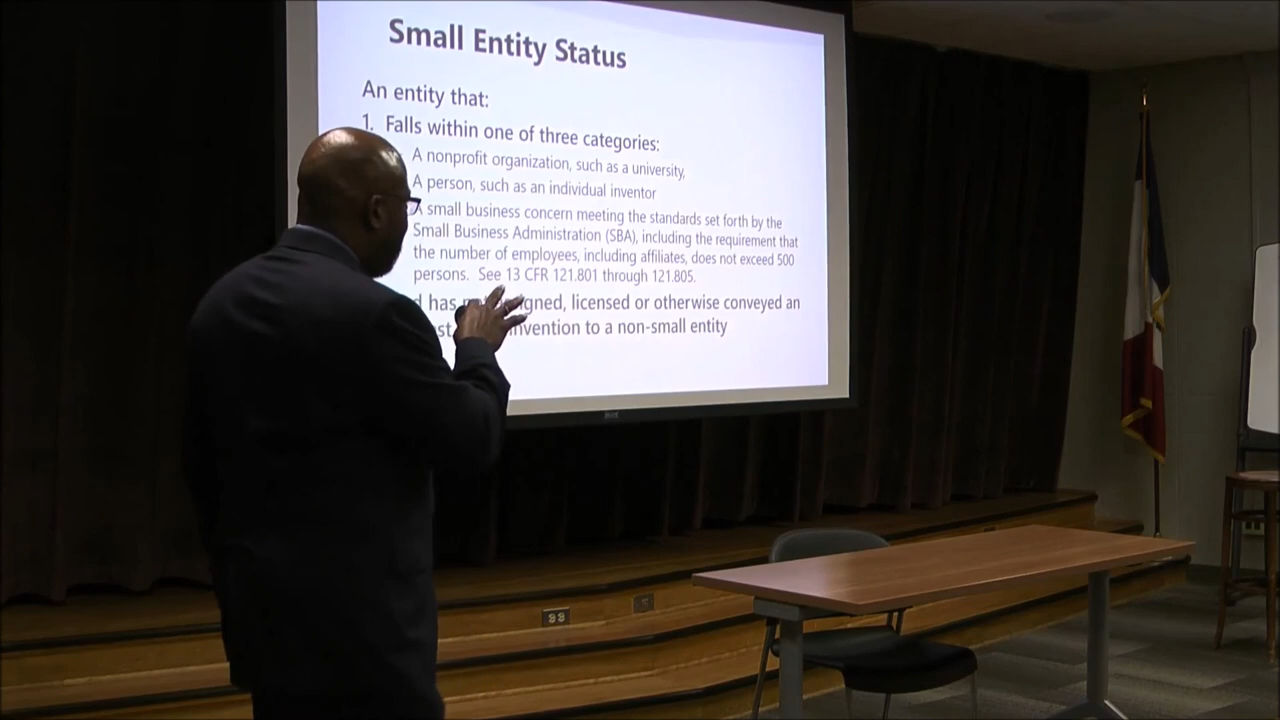 Small Entity Status
An entity that:
1. Falls within one of three categories:
A nonprofit organization, such as a university,
A person, such as an individual inventor
A small business concern meeting the standards set forth by the
Small Business Administration (SBA), including the requirement that
the number of employees, including affiliates, does not exceed 500
persons. See 13 CFR 121.801 through 121.805.
has licensed or otherwise conveyed an
invention to a non-small entity